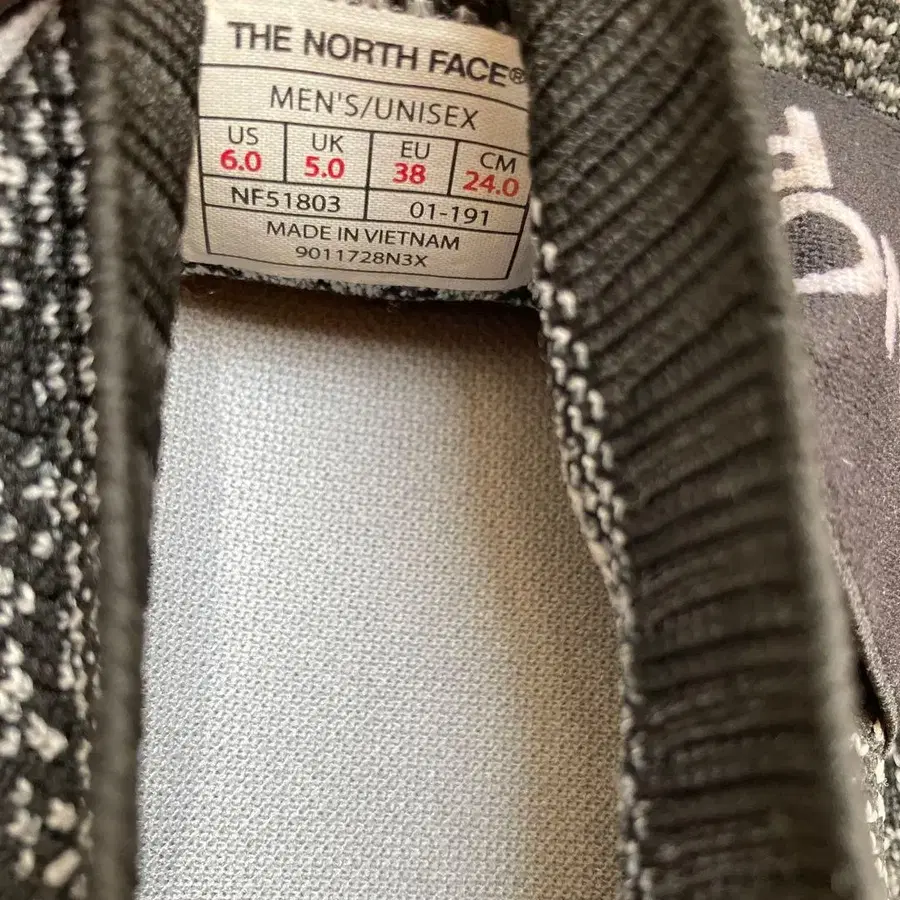 THE NORTH FACE®
MEN'S/UNISEX
US UK EU CM
6.0 5.0 38 24.0
NF51803 01-191
MADE IN VIETNAM
9011728N3X